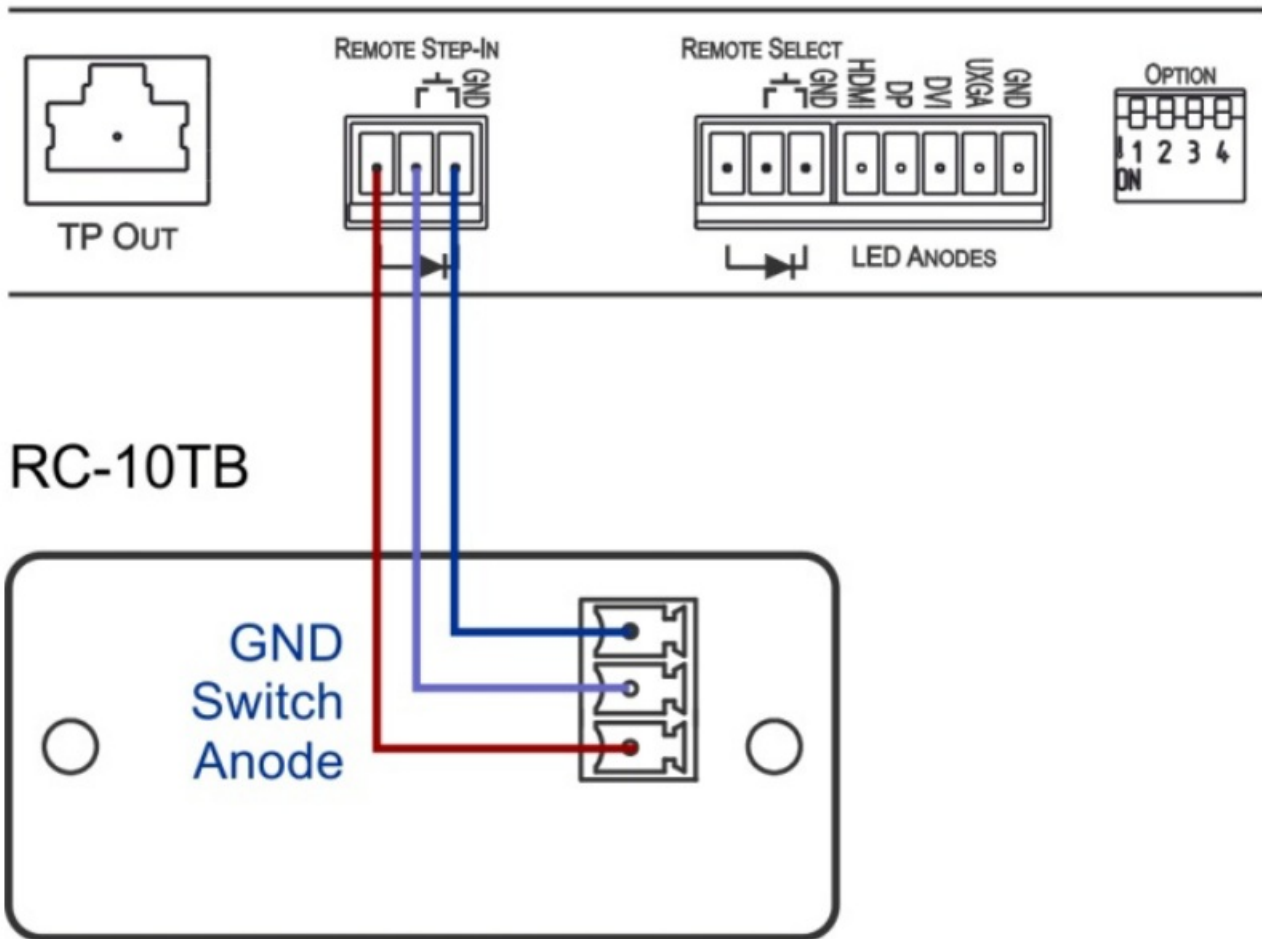 REMOTE STEP-IN
GND
REMOTE SELECT
GND
HDMI
DP
DVI
UXGA
GND
OPTION
1 2 3 4
ON
TP OUT
LED ANODES
RC-10TB
GND
Switch
Anode